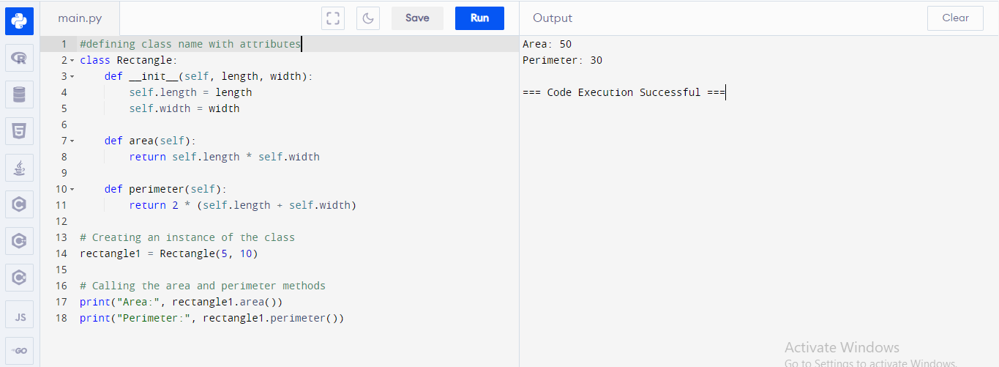 main.py
Save
Run
Output
Clear
1 #defining class name with attributes
2 class Rectangle:
3     def __init__(self, length, width):
4         self.length = length
5         self.width = width
6
7     def area(self):
8         return self.length * self.width
9
10     def perimeter(self):
11         return 2 * (self.length + self.width)
12
13 # Creating an instance of the class
14 rectangle1 = Rectangle(5, 10)
15
16 # Calling the area and perimeter methods
17 print("Area:", rectangle1.area())
18 print("Perimeter:", rectangle1.perimeter())
Area: 50
Perimeter: 30
=== Code Execution Successful ===
R
5
C
C
C
JS
GO
Activate Windows
Go to Settings to activate Windows.